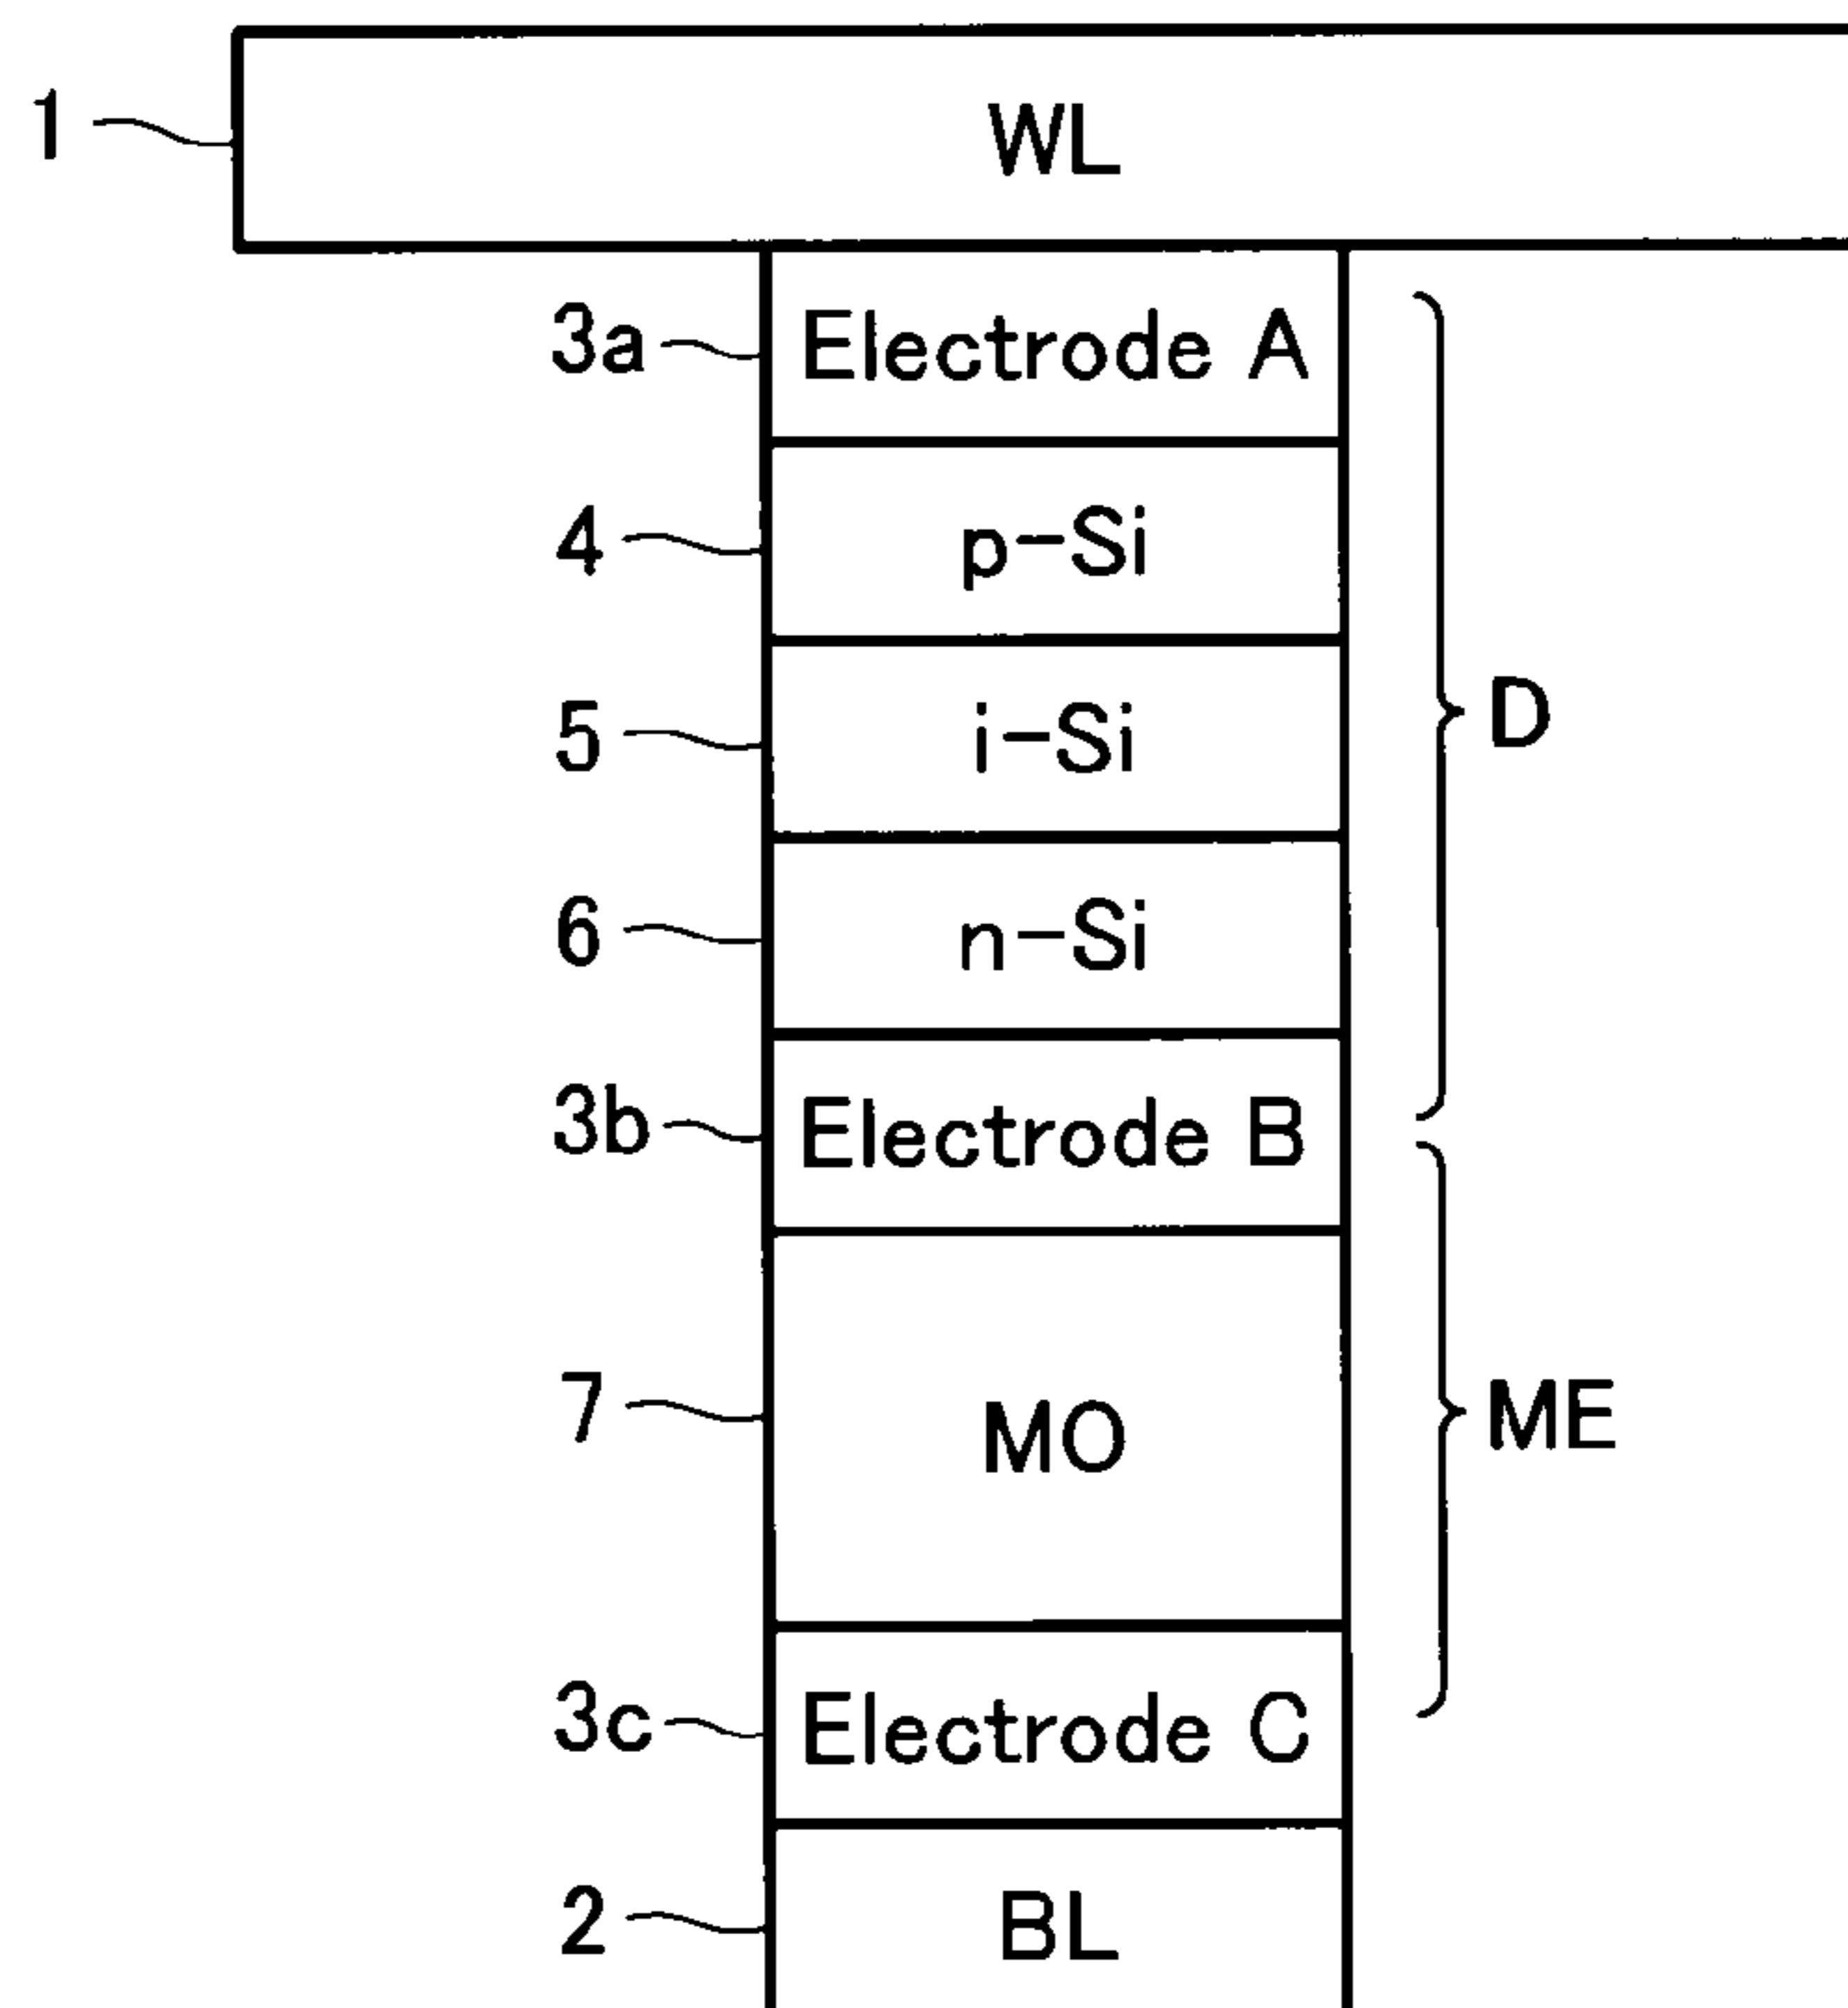 1 WL
3a Electrode A
4 p-Si
5 i-Si
D
6 n-Si
3b Electrode B
7 MO
ME
3c Electrode C
2 BL